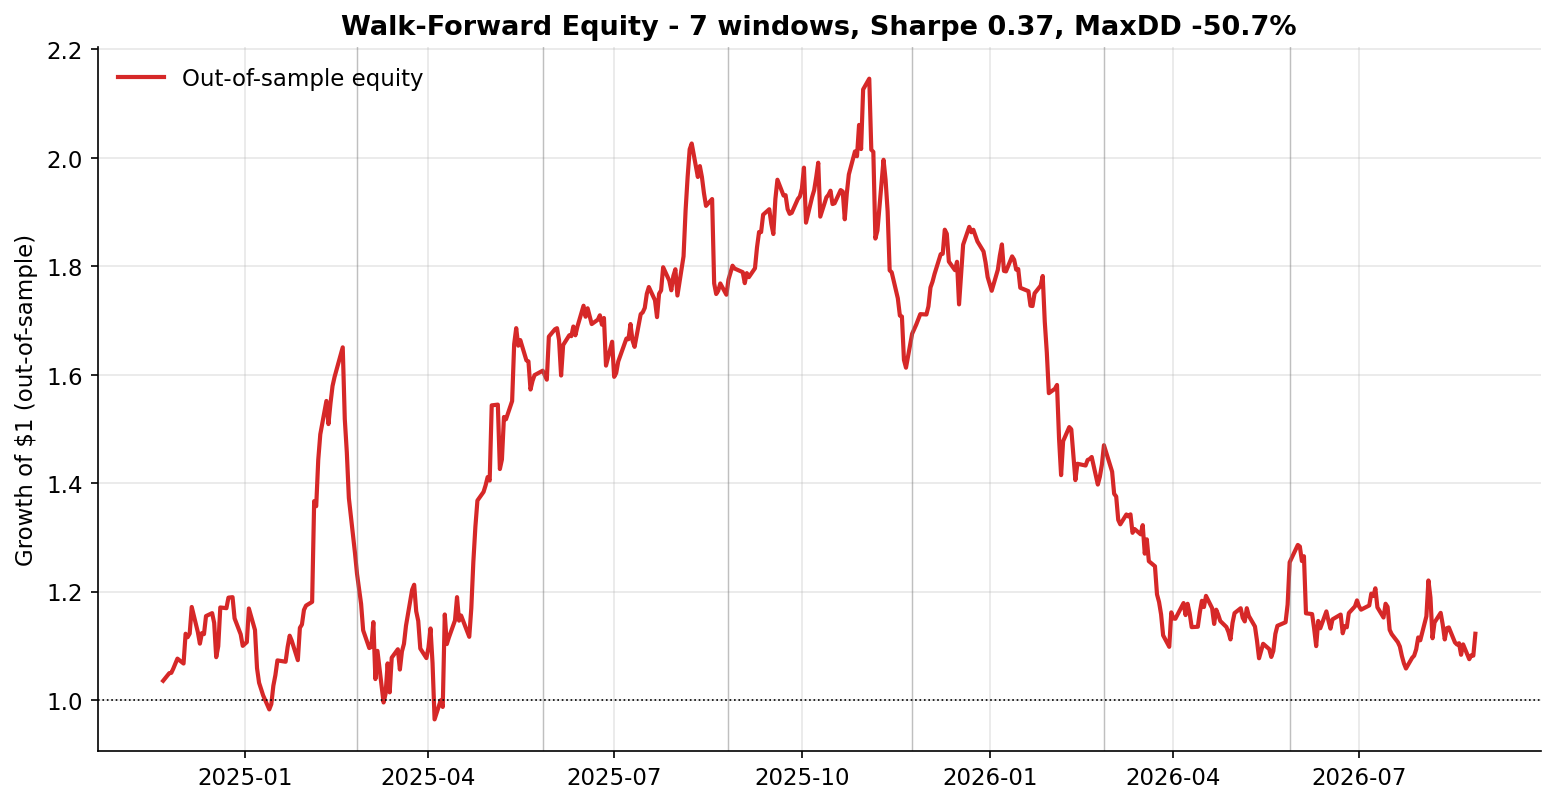 Walk-Forward Equity - 7 windows, Sharpe 0.37, MaxDD -50.7%
Out-of-sample equity
Growth of $1 (out-of-sample)
2.2
2.0
1.8
1.6
1.4
1.2
1.0
2025-01 2025-04 2025-07 2025-10 2026-01 2026-04 2026-07